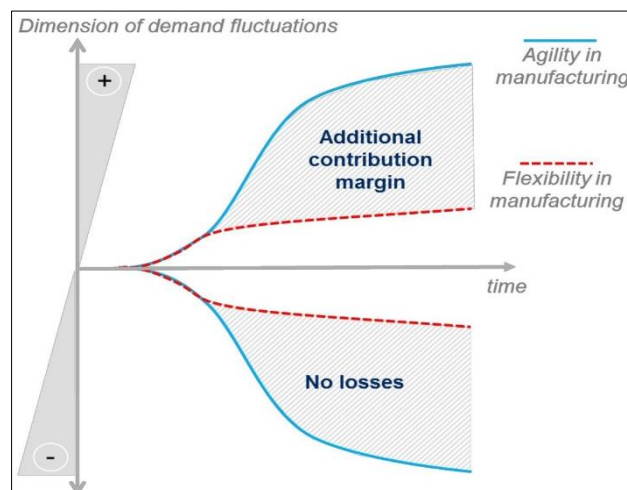 Dimension of demand fluctuations
+
Agility in
manufacturing
Additional
contribution
margin
Flexibility in
manufacturing
time
No losses
-